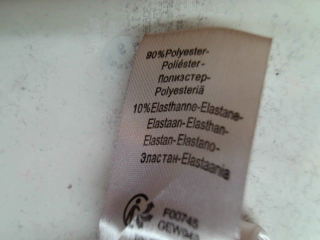 90%Polyester-
Poliéster-
Полиэстер-
Polyesteriä
10%Elasthanne-Elastane-
Elastaan-Elasthan-
Elastan-Elastano-
Эластан-Elastaania
F00745